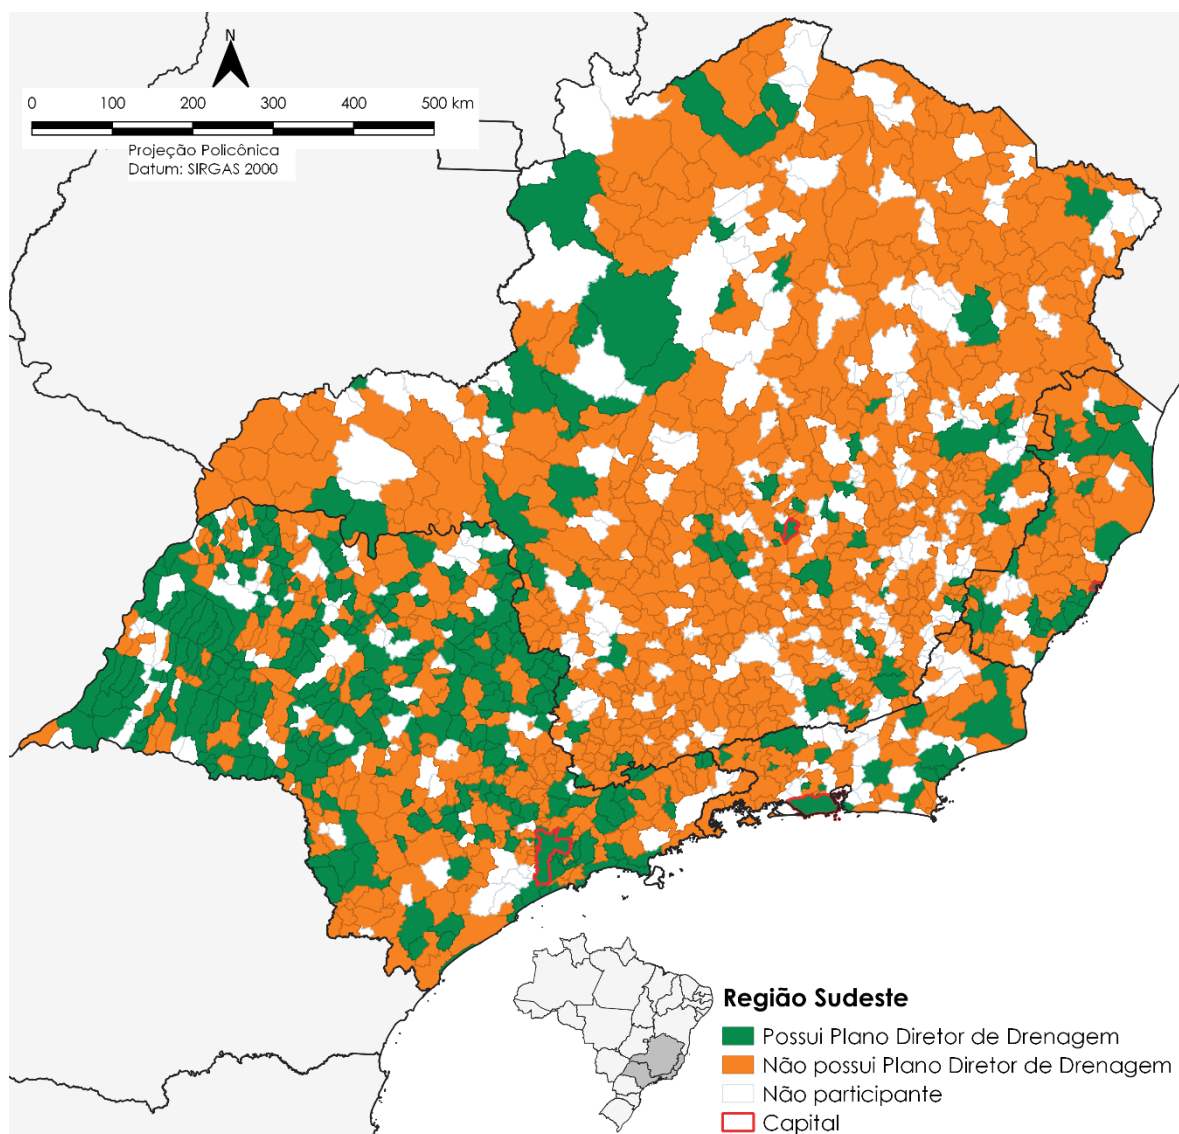 N
0 100 200 300 400 500 km
Projeção Policônica
Datum: SIRGAS 2000
Região Sudeste
Possui Plano Diretor de Drenagem
Não possui Plano Diretor de Drenagem
Não participante
Capital